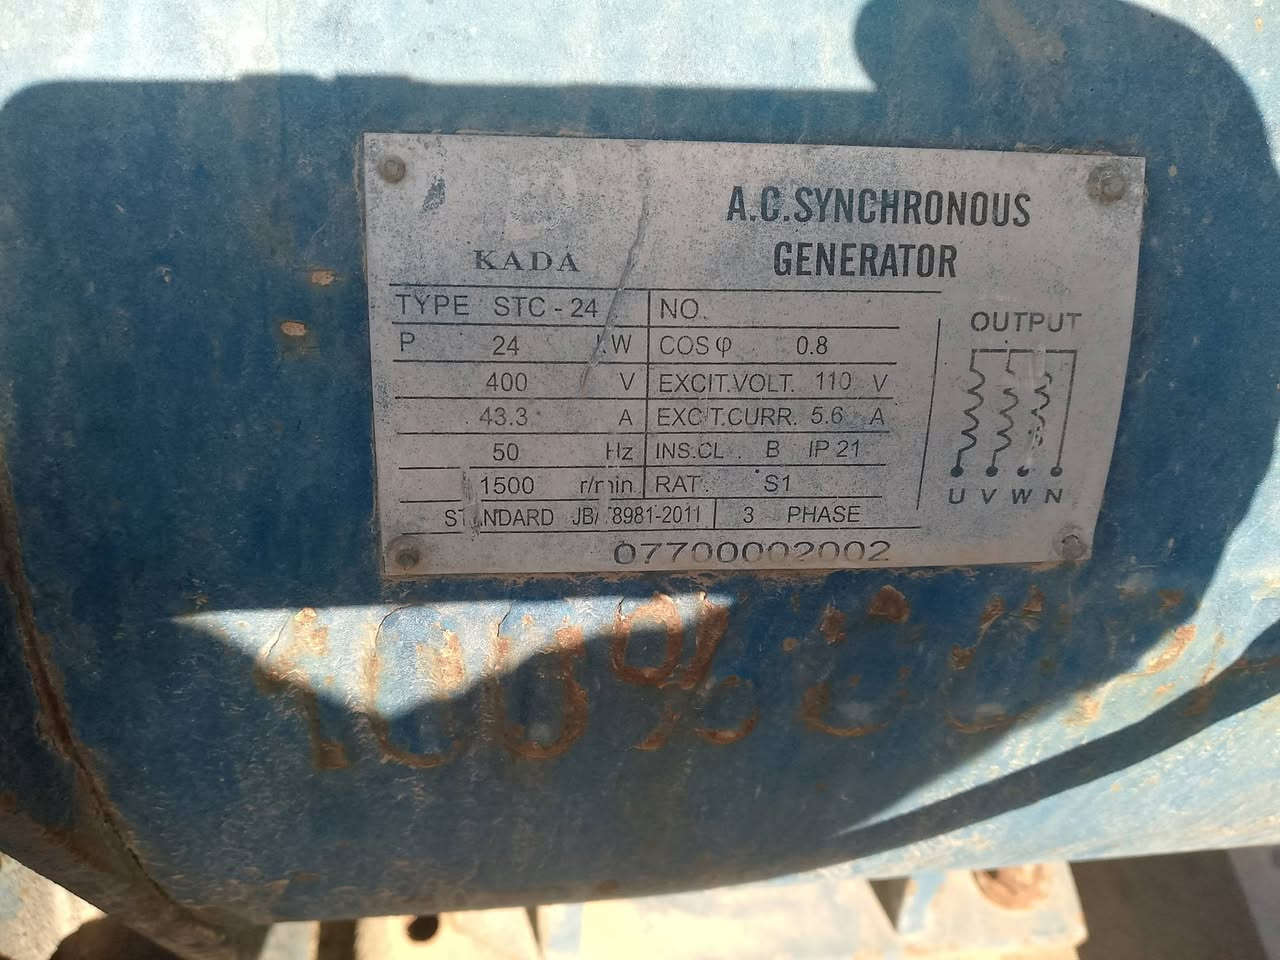 A.C.SYNCHRONOUS
GENERATOR
KADA
TYPE STC - 24 NO.
P 24 kW COS φ 0.8
400 V EXCIT.VOLT. 110 V
43.3 A EXCIT.CURR. 5.6 A
50 Hz INS.CL. B IP 21
1500 r/min. RAT. S1
STANDARD JB/T8981-2011 3 PHASE
07700002002
OUTPUT
U V W N
100%